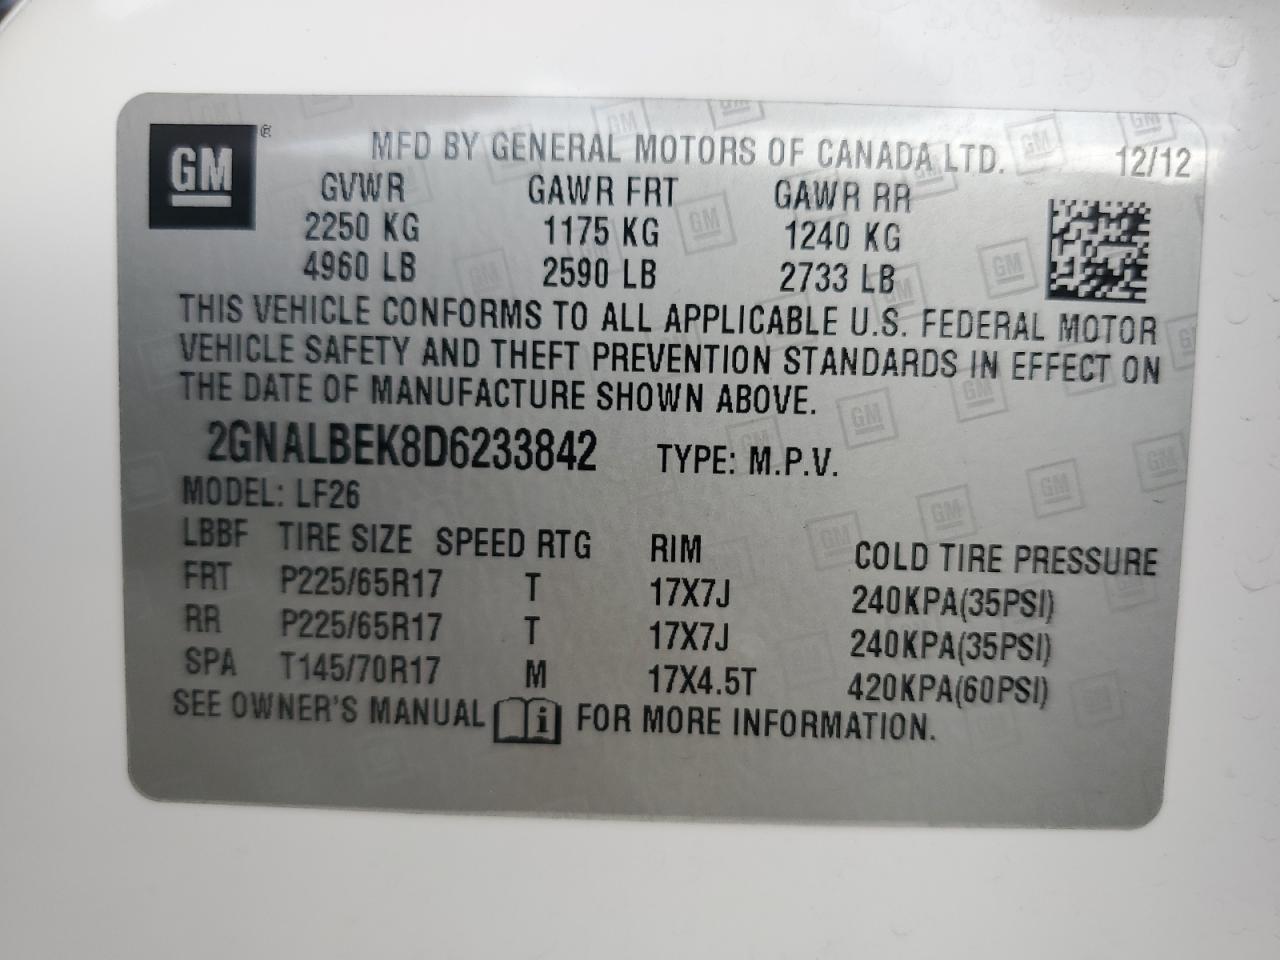 GM ® MFD BY GENERAL MOTORS OF CANADA LTD. 12/12
GVWR GAWR FRT GAWR RR
2250 KG 1175 KG 1240 KG
4960 LB 2590 LB 2733 LB
THIS VEHICLE CONFORMS TO ALL APPLICABLE U.S. FEDERAL MOTOR
VEHICLE SAFETY AND THEFT PREVENTION STANDARDS IN EFFECT ON
THE DATE OF MANUFACTURE SHOWN ABOVE.
2GNALBEK8D6233842 TYPE: M.P.V.
MODEL: LF26
LBBF TIRE SIZE SPEED RTG RIM COLD TIRE PRESSURE
FRT P225/65R17 T 17X7J 240KPA(35PSI)
RR P225/65R17 T 17X7J 240KPA(35PSI)
SPA T145/70R17 M 17X4.5T 420KPA(60PSI)
SEE OWNER'S MANUAL i FOR MORE INFORMATION.